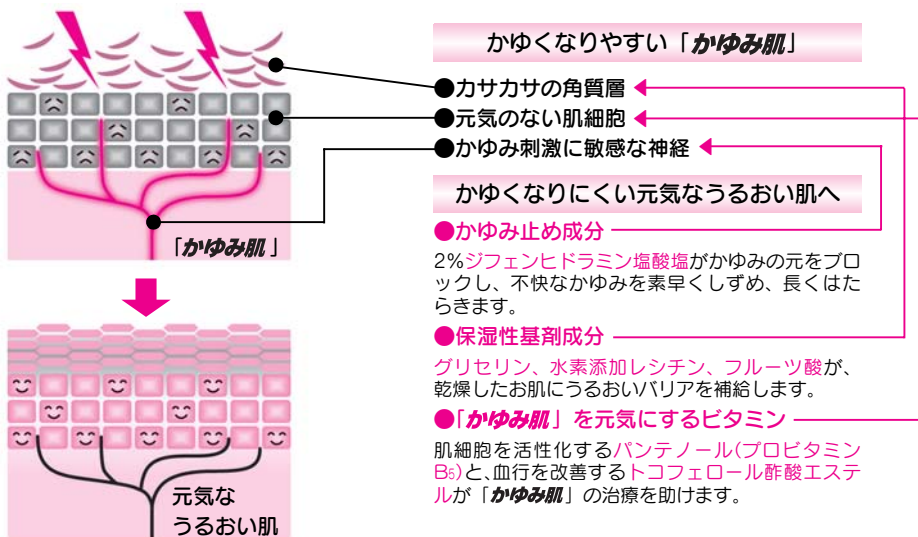 かゆくなりやすい「かゆみ肌」
●カサカサの角質層
●元気のない肌細胞
●かゆみ刺激に敏感な神経
「かゆみ肌」
かゆくなりにくい元気なうるおい肌へ
●かゆみ止め成分
2%ジフェンヒドラミン塩酸塩がかゆみの元をブロ
ックし、不快なかゆみを素早くしずめ、長くはた
らきます。
●保湿性基剤成分
グリセリン、水素添加レシチン、フルーツ酸が、
乾燥したお肌にうるおいバリアを補給します。
●「かゆみ肌」を元気にするビタミン
肌細胞を活性化するパンテノール(プロビタミン
B5)と、血行を改善するトコフェロール酢酸エステ
ルが「かゆみ肌」の治療を助けます。
元気な
うるおい肌